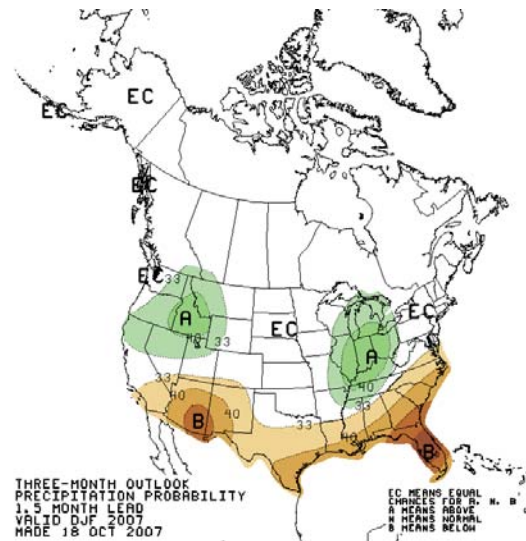 EC
EC
EC
EC
33
A
40
33
EC
EC
A
40
33
33
40
40
B
33
40
B
THREE-MONTH OUTLOOK
PRECIPITATION PROBABILITY
1.5 MONTH LEAD
VALID DJF 2007
MADE 18 OCT 2007
EC MEANS EQUAL
CHANCES FOR A, N, B
A MEANS ABOVE
N MEANS NORMAL
B MEANS BELOW